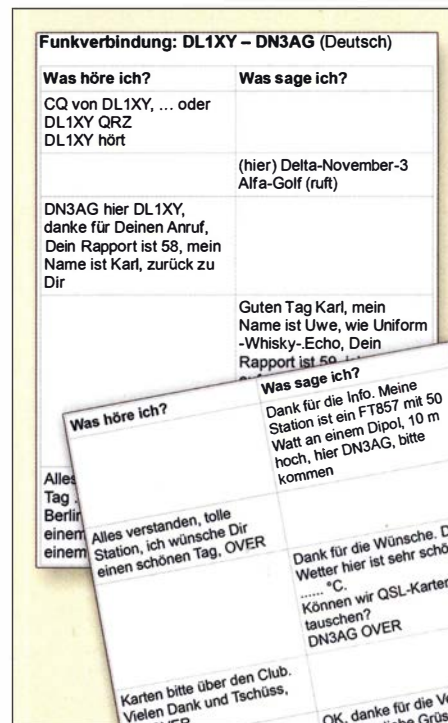 Funkverbindung: DL1XY – DN3AG (Deutsch)
Was höre ich? Was sage ich?
CQ von DL1XY, ... oder
DL1XY QRZ
DL1XY hört
(hier) Delta-November-3
Alfa-Golf (ruft)
DN3AG hier DL1XY,
danke für Deinen Anruf,
Dein Rapport ist 58, mein
Name ist Karl, zurück zu
Dir
Guten Tag Karl, mein
Name ist Uwe, wie Uniform
-Whisky-.Echo, Dein
Rapport ist 59
Alles
Tag
Berlin
einem
einem
Was höre ich? Was sage ich?
Dank für die Info. Meine
Station ist ein FT857 mit 50
Watt an einem Dipol, 10 m
hoch, hier DN3AG, bitte
kommen
Alles verstanden, tolle
Station, ich wünsche Dir
einen schönen Tag, OVER
Dank für die Wünsche.
Wetter hier ist sehr
...... °C.
Können wir
tauschen?
DN3AG OVER
Karten bitte über den Club.
Vielen Dank und Tschüss,
OK, danke für die